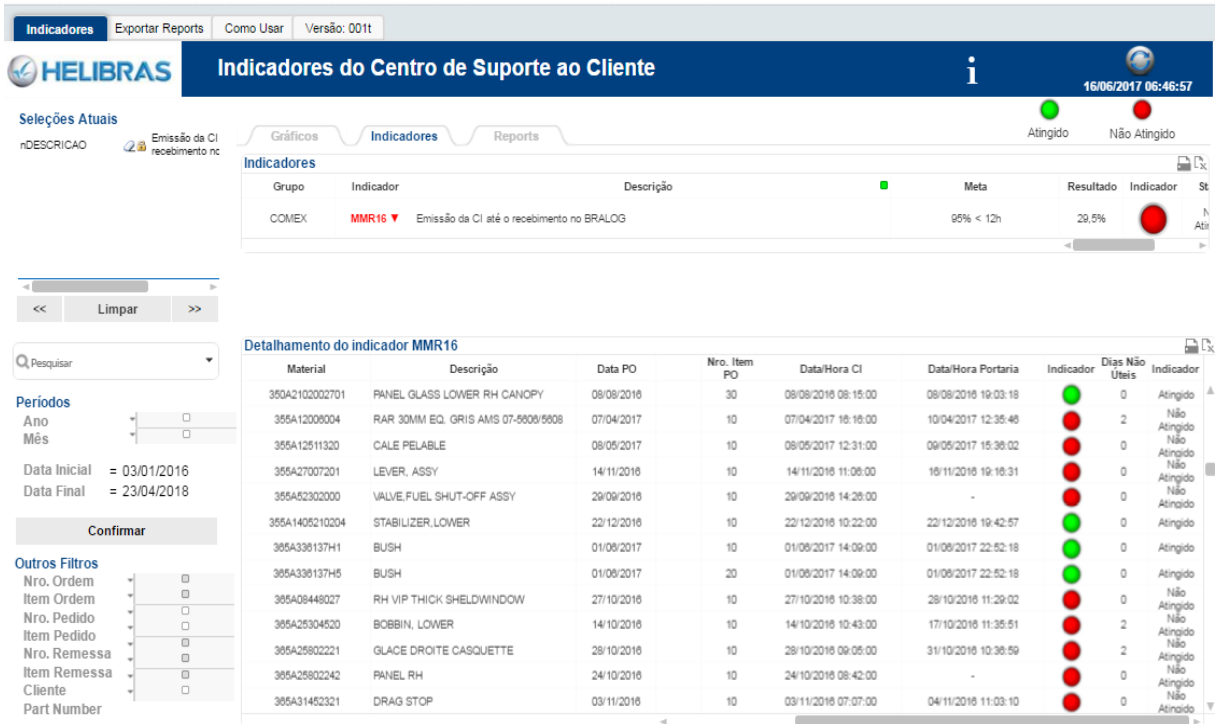 Indicadores Exportar Reports Como Usar Versão: 001t
HELIBRAS Indicadores do Centro de Suporte ao Cliente i
16/06/2017 06:46:57
Atingido Não Atingido
Seleções Atuais
nDESCRICAO Emissão da CI
recebimento nc
<< Limpar >>
Pesquisar
Períodos
Ano
Mês
Data Inicial = 03/01/2016
Data Final = 23/04/2018
Confirmar
Outros Filtros
Nro. Ordem
Item Ordem
Nro. Pedido
Item Pedido
Nro. Remessa
Item Remessa
Cliente
Part Number
Gráficos Indicadores Reports
Indicadores
Grupo Indicador Descrição Meta Resultado Indicador St
COMEX MMR16 Emissão da CI até o recebimento no BRALOG 95% < 12h 29,5% N
Atir
Detalhamento do indicador MMR16
Material Descrição Data PO Nro. Item PO Data/Hora CI Data/Hora Portaria Indicador Dias Não Úteis Indicador
350A2102002701 PANEL GLASS LOWER RH CANOPY 08/08/2016 30 08/08/2016 08:15:00 08/08/2016 19:03:18 0 Atingido
355A12006004 RAR 30MM EQ. GRIS AMS 07-5606/5608 07/04/2017 10 07/04/2017 16:16:00 10/04/2017 12:35:46 2 Não Atingido
355A12511320 CALE PELABLE 08/05/2017 10 08/05/2017 12:31:00 09/05/2017 15:36:02 0 Não Atingido
355A27007201 LEVER, ASSY 14/11/2016 10 14/11/2016 11:06:00 16/11/2016 19:16:31 0 Não Atingido
355A52302000 VALVE,FUEL SHUT-OFF ASSY 29/09/2016 10 29/09/2016 14:26:00 - 0 Não Atingido
355A1405210204 STABILIZER,LOWER 22/12/2016 10 22/12/2016 10:22:00 22/12/2016 19:42:57 0 Atingido
365A336137H1 BUSH 01/06/2017 10 01/06/2017 14:09:00 01/06/2017 22:52:18 0 Atingido
365A336137H5 BUSH 01/06/2017 20 01/06/2017 14:09:00 01/06/2017 22:52:18 0 Atingido
365A08448027 RH VIP THICK SHELDWINDOW 27/10/2016 10 27/10/2016 10:38:00 28/10/2016 11:29:02 0 Não Atingido
365A25304520 BOBBIN, LOWER 14/10/2016 10 14/10/2016 10:43:00 17/10/2016 11:35:51 2 Não Atingido
365A25802221 GLACE DROITE CASQUETTE 28/10/2016 10 28/10/2016 09:05:00 31/10/2016 10:36:59 2 Não Atingido
365A25802242 PANEL RH 24/10/2016 10 24/10/2016 08:42:00 - 0 Não Atingido
365A31452321 DRAG STOP 03/11/2016 10 03/11/2016 07:07:00 04/11/2016 11:03:10 0 Não Atingido